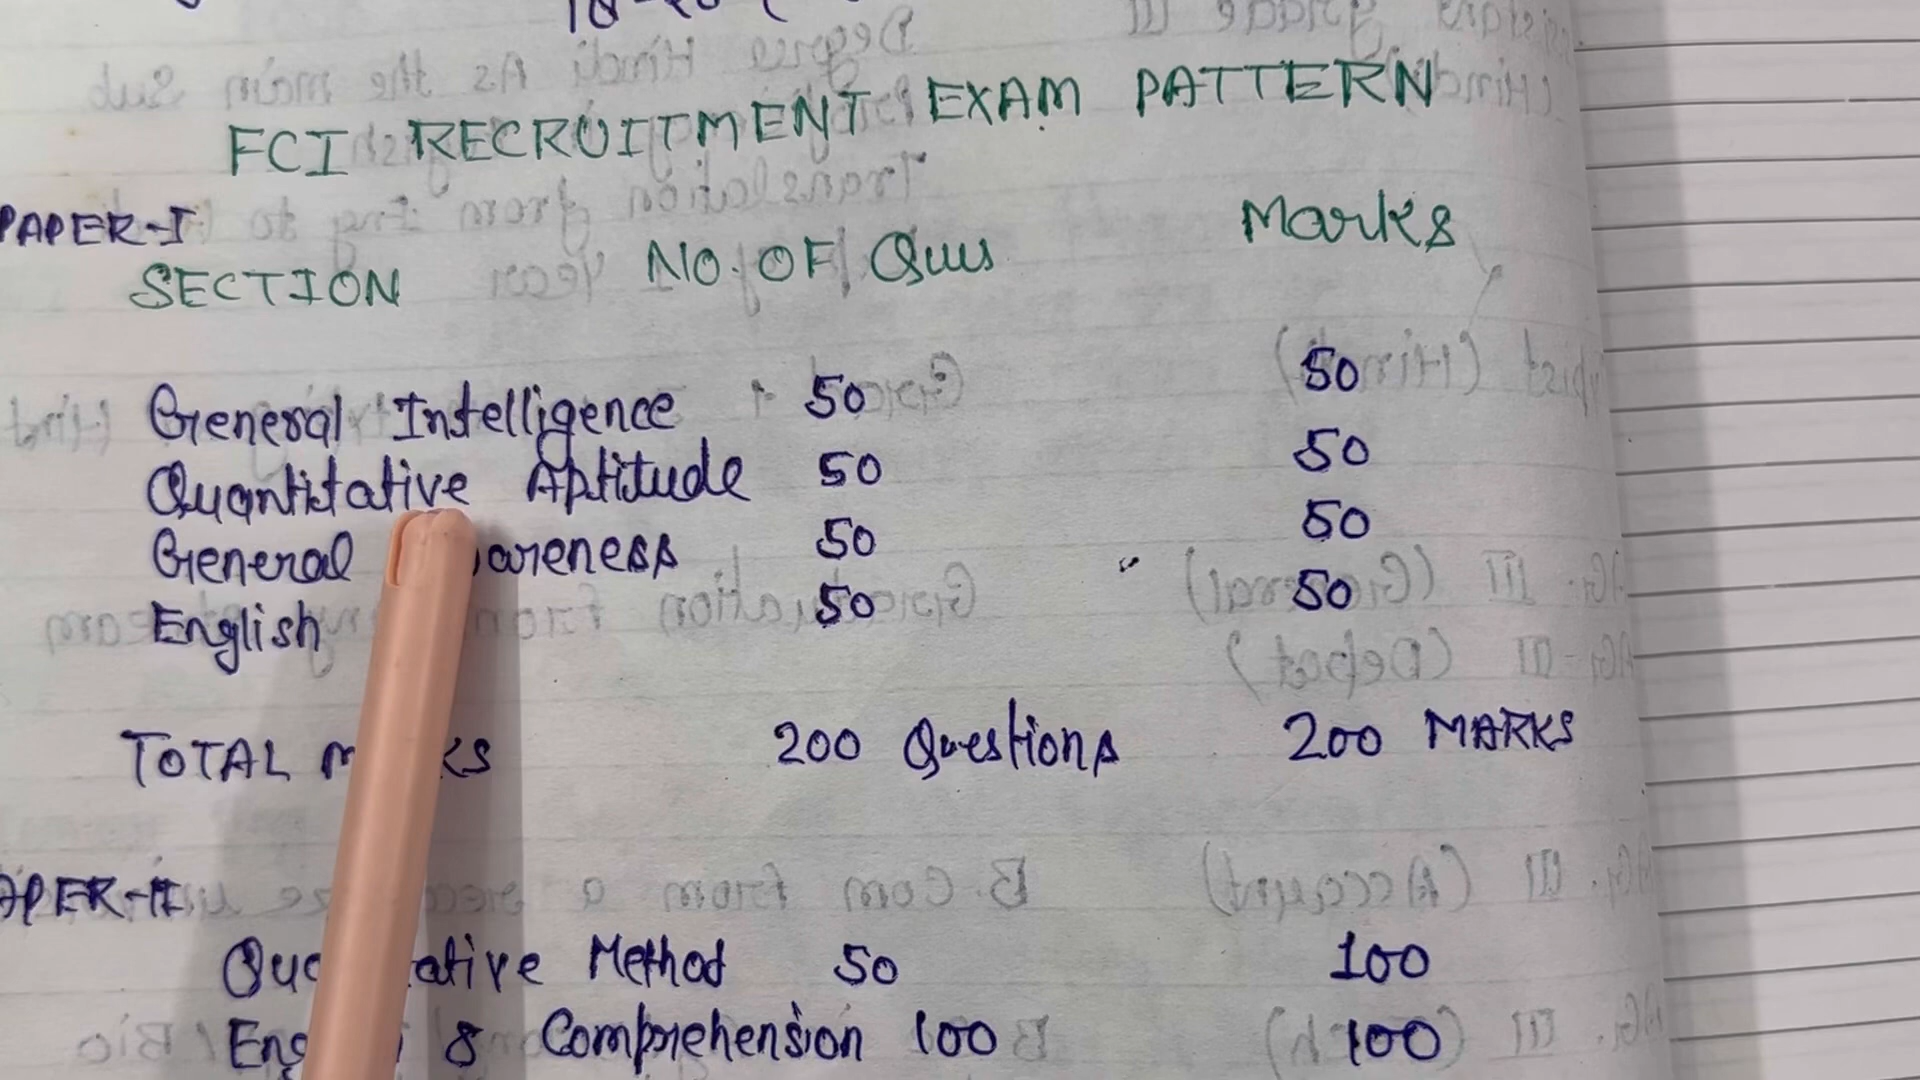 FCI RECRUITMENT EXAM PATTERN
PAPER-I
SECTION NO. OF Ques Marks
General Intelligence 50 50
Quantitative Aptitude 50 50
General 50 50
English 50 50
TOTAL 200 Questions 200 MARKS
Method 50 100
& Comprehension 100 100